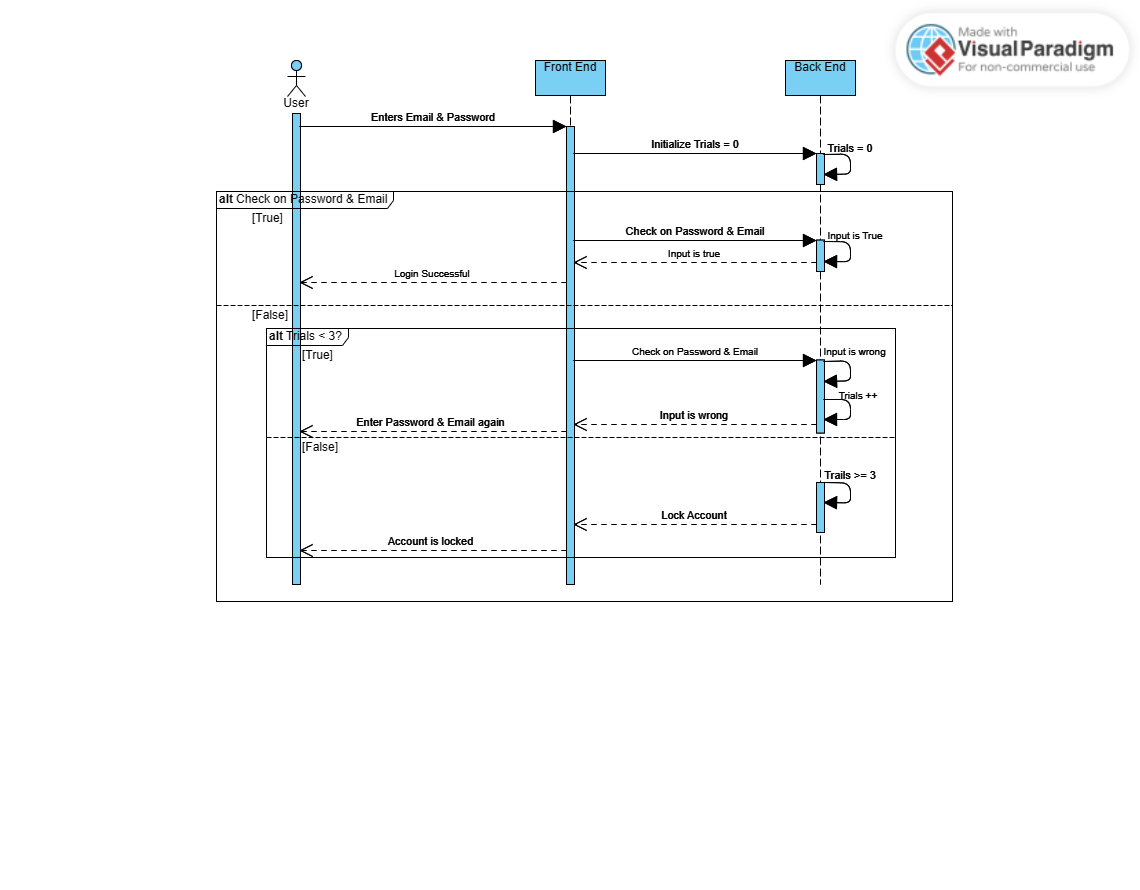 Made with
Visual Paradigm
For non-commercial use
User
Front End
Back End
Enters Email & Password
Initialize Trials = 0
Trials = 0
alt Check on Password & Email
[True]
Check on Password & Email
Input is True
Input is true
Login Successful
[False]
alt Trials < 3?
[True]
Check on Password & Email
Input is wrong
Trials ++
Input is wrong
Enter Password & Email again
[False]
Trails >= 3
Lock Account
Account is locked